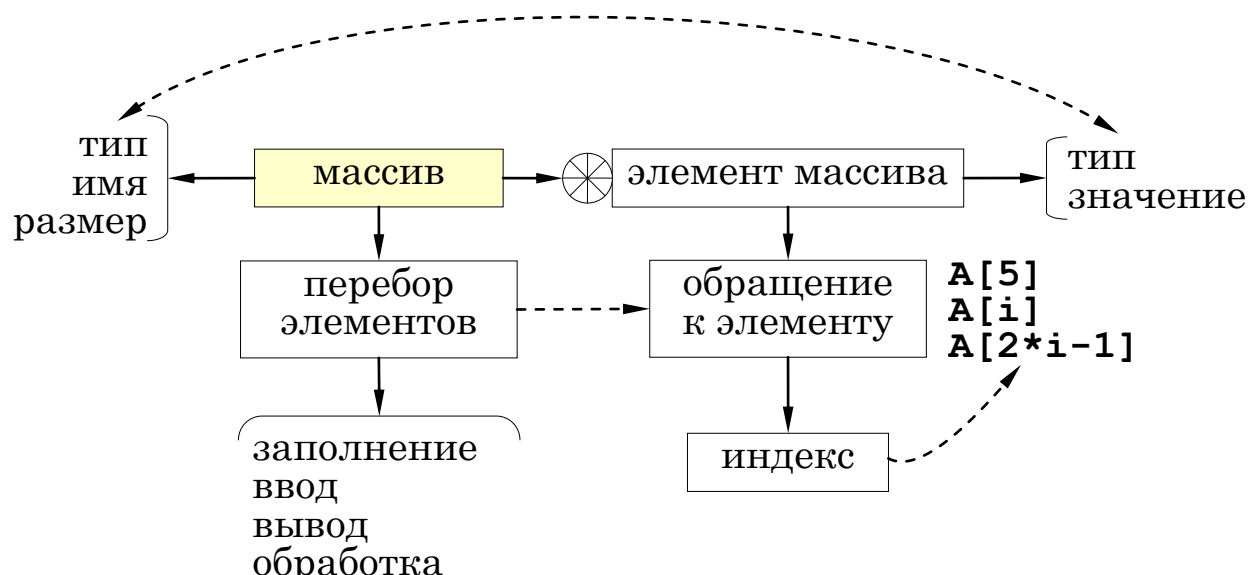 тип
имя
размер
массив
элемент массива
тип
значение
перебор
элементов
обращение
к элементу
A[5]
A[i]
A[2*i-1]
заполнение
ввод
вывод
обработка
индекс